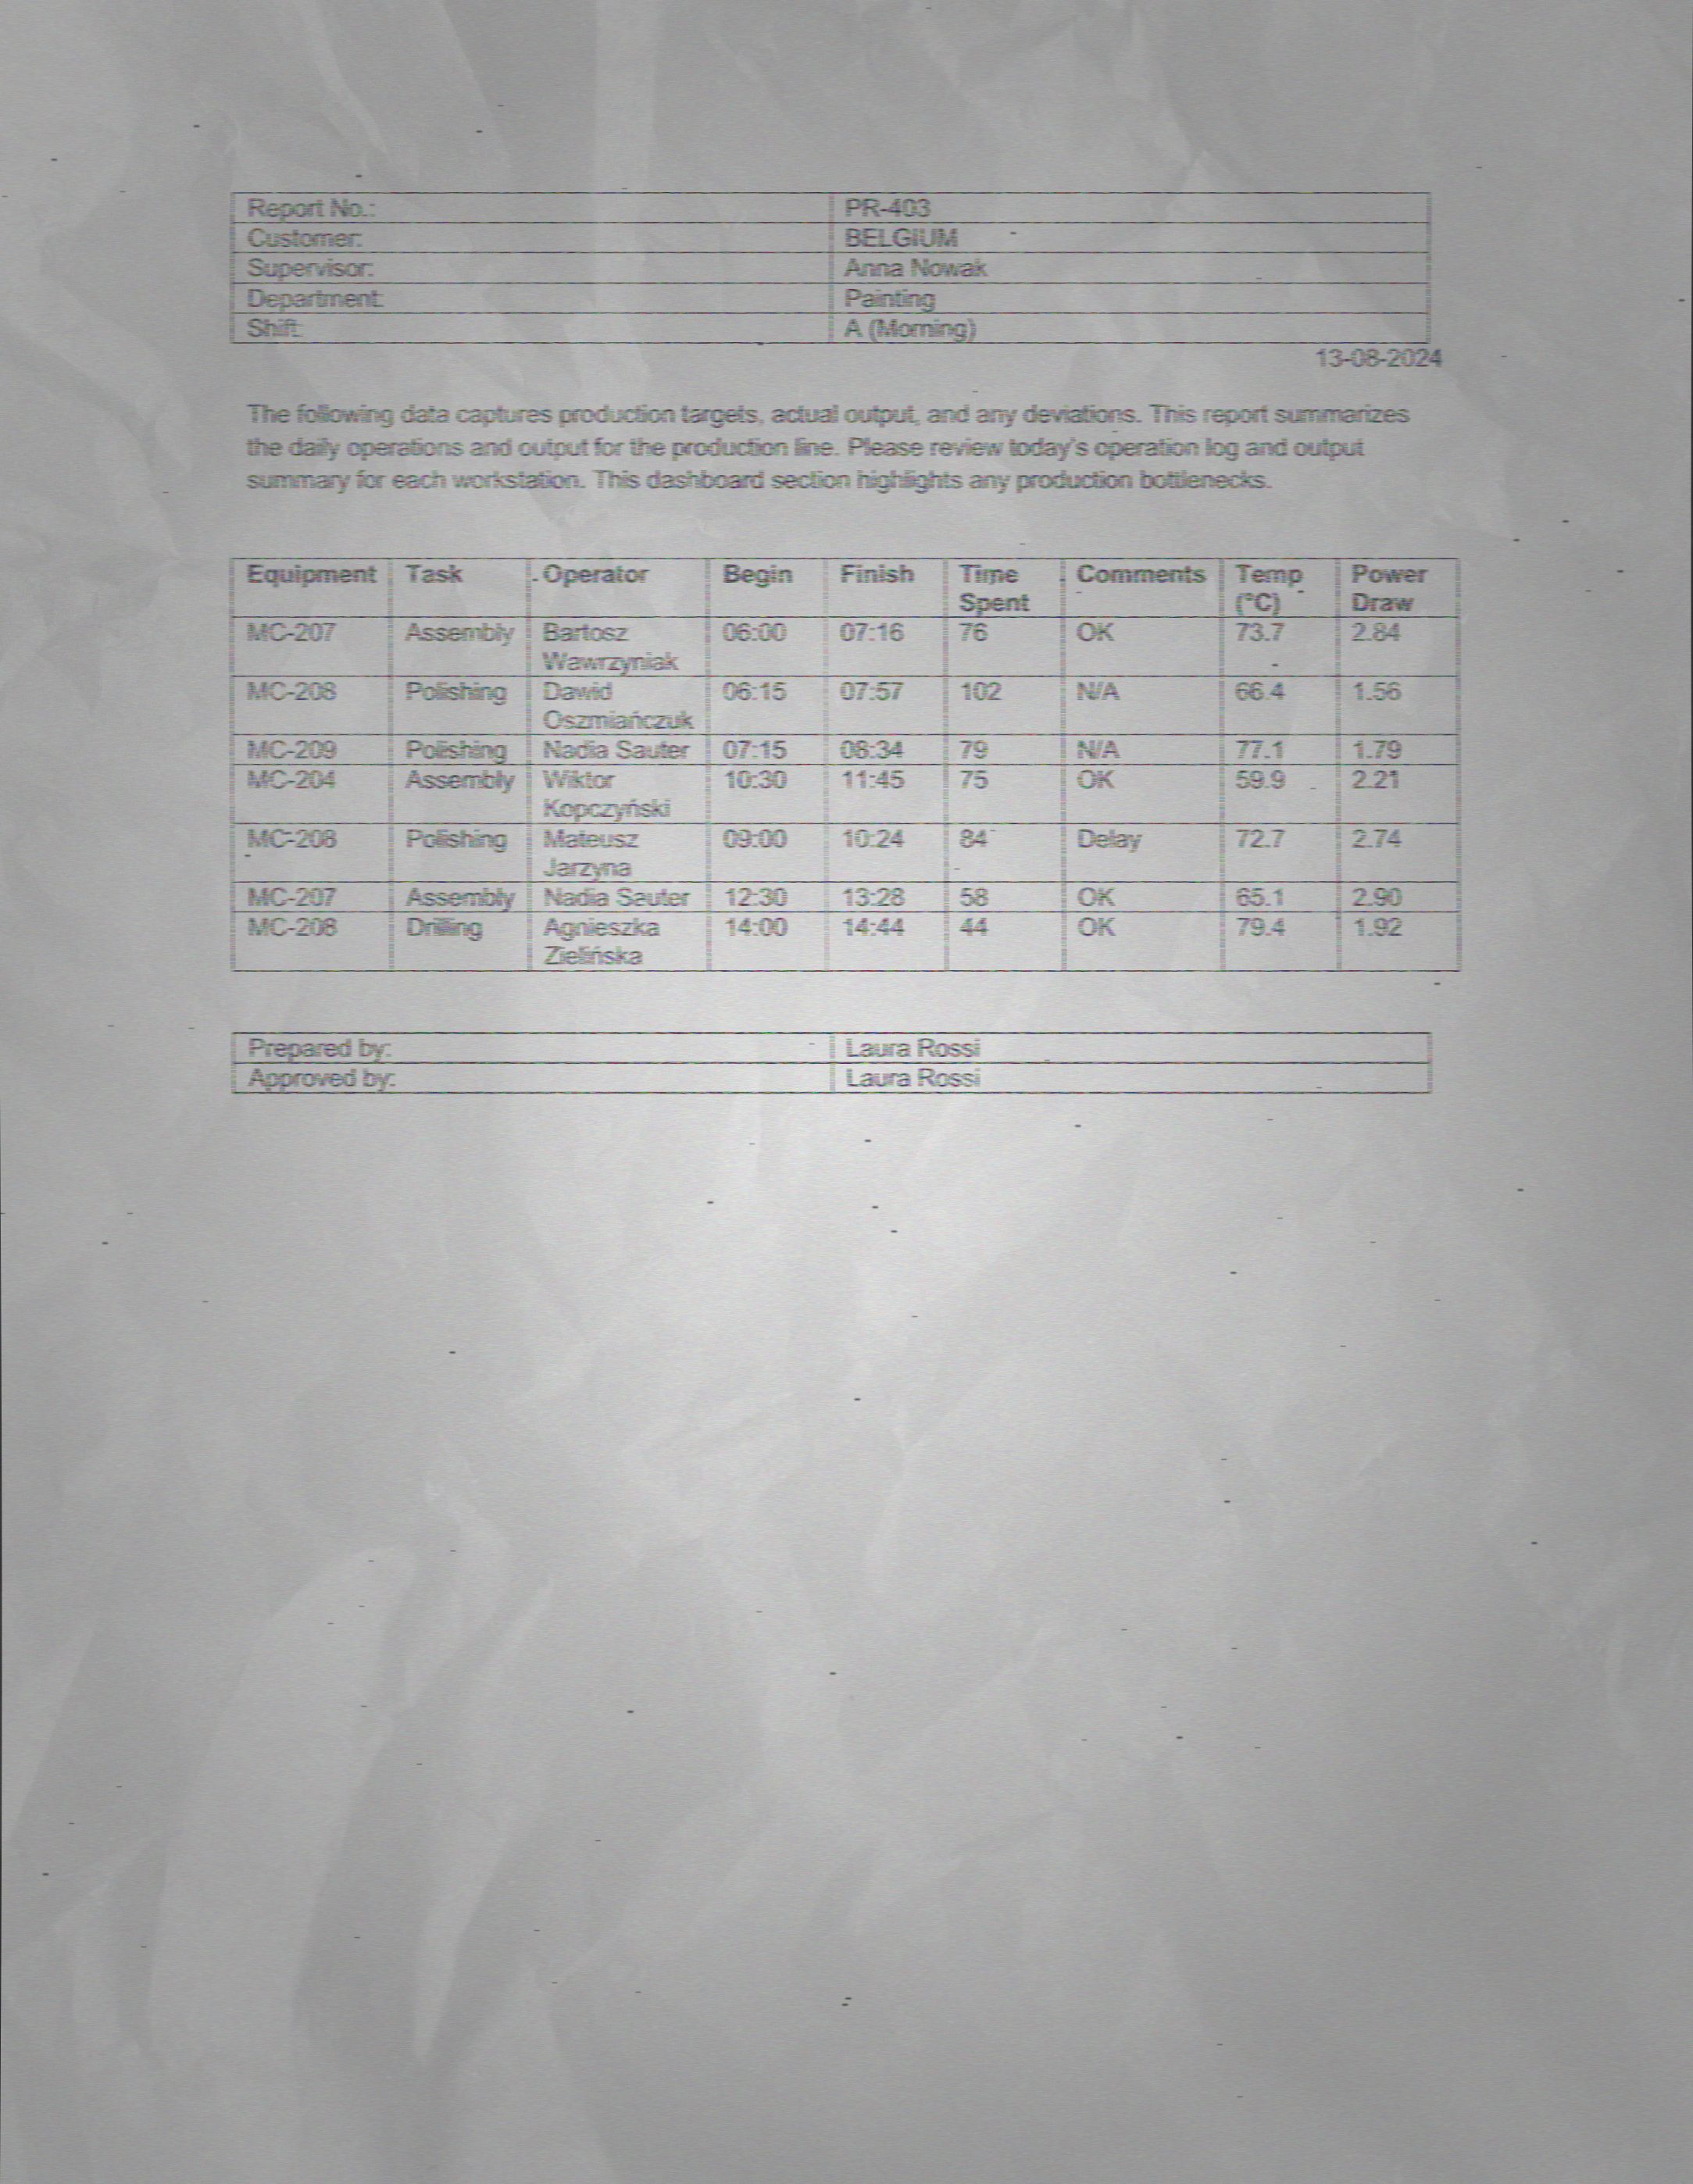 Report No.: PR-403
Customer: BELGIUM
Supervisor: Anna Nowak
Department: Painting
Shift: A (Morning)
13-08-2024
The following data captures production targets, actual output, and any deviations. This report summarizes
the daily operations and output for the production line. Please review today's operation log and output
summary for each workstation. This dashboard section highlights any production bottlenecks.
Equipment Task Operator Begin Finish Time Comments Temp Power
Spent (°C) Draw
MC-207 Assembly Bartosz 06:00 07:16 76 OK 73.7 2.84
Wawrzyniak
MC-208 Polishing Dawid 06:15 07:57 102 N/A 66.4 1.56
Oszmiańczuk
MC-209 Polishing Nadia Sauter 07:15 08:34 79 N/A 77.1 1.79
MC-204 Assembly Wiktor 10:30 11:45 75 OK 59.9 2.21
Kopczyński
MC-208 Polishing Mateusz 09:00 10:24 84 Delay 72.7 2.74
Jarzyna
MC-207 Assembly Nadia Sauter 12:30 13:28 58 OK 65.1 2.90
MC-208 Drilling Agnieszka 14:00 14:44 44 OK 79.4 1.92
Zielińska
Prepared by: Laura Rossi
Approved by: Laura Rossi